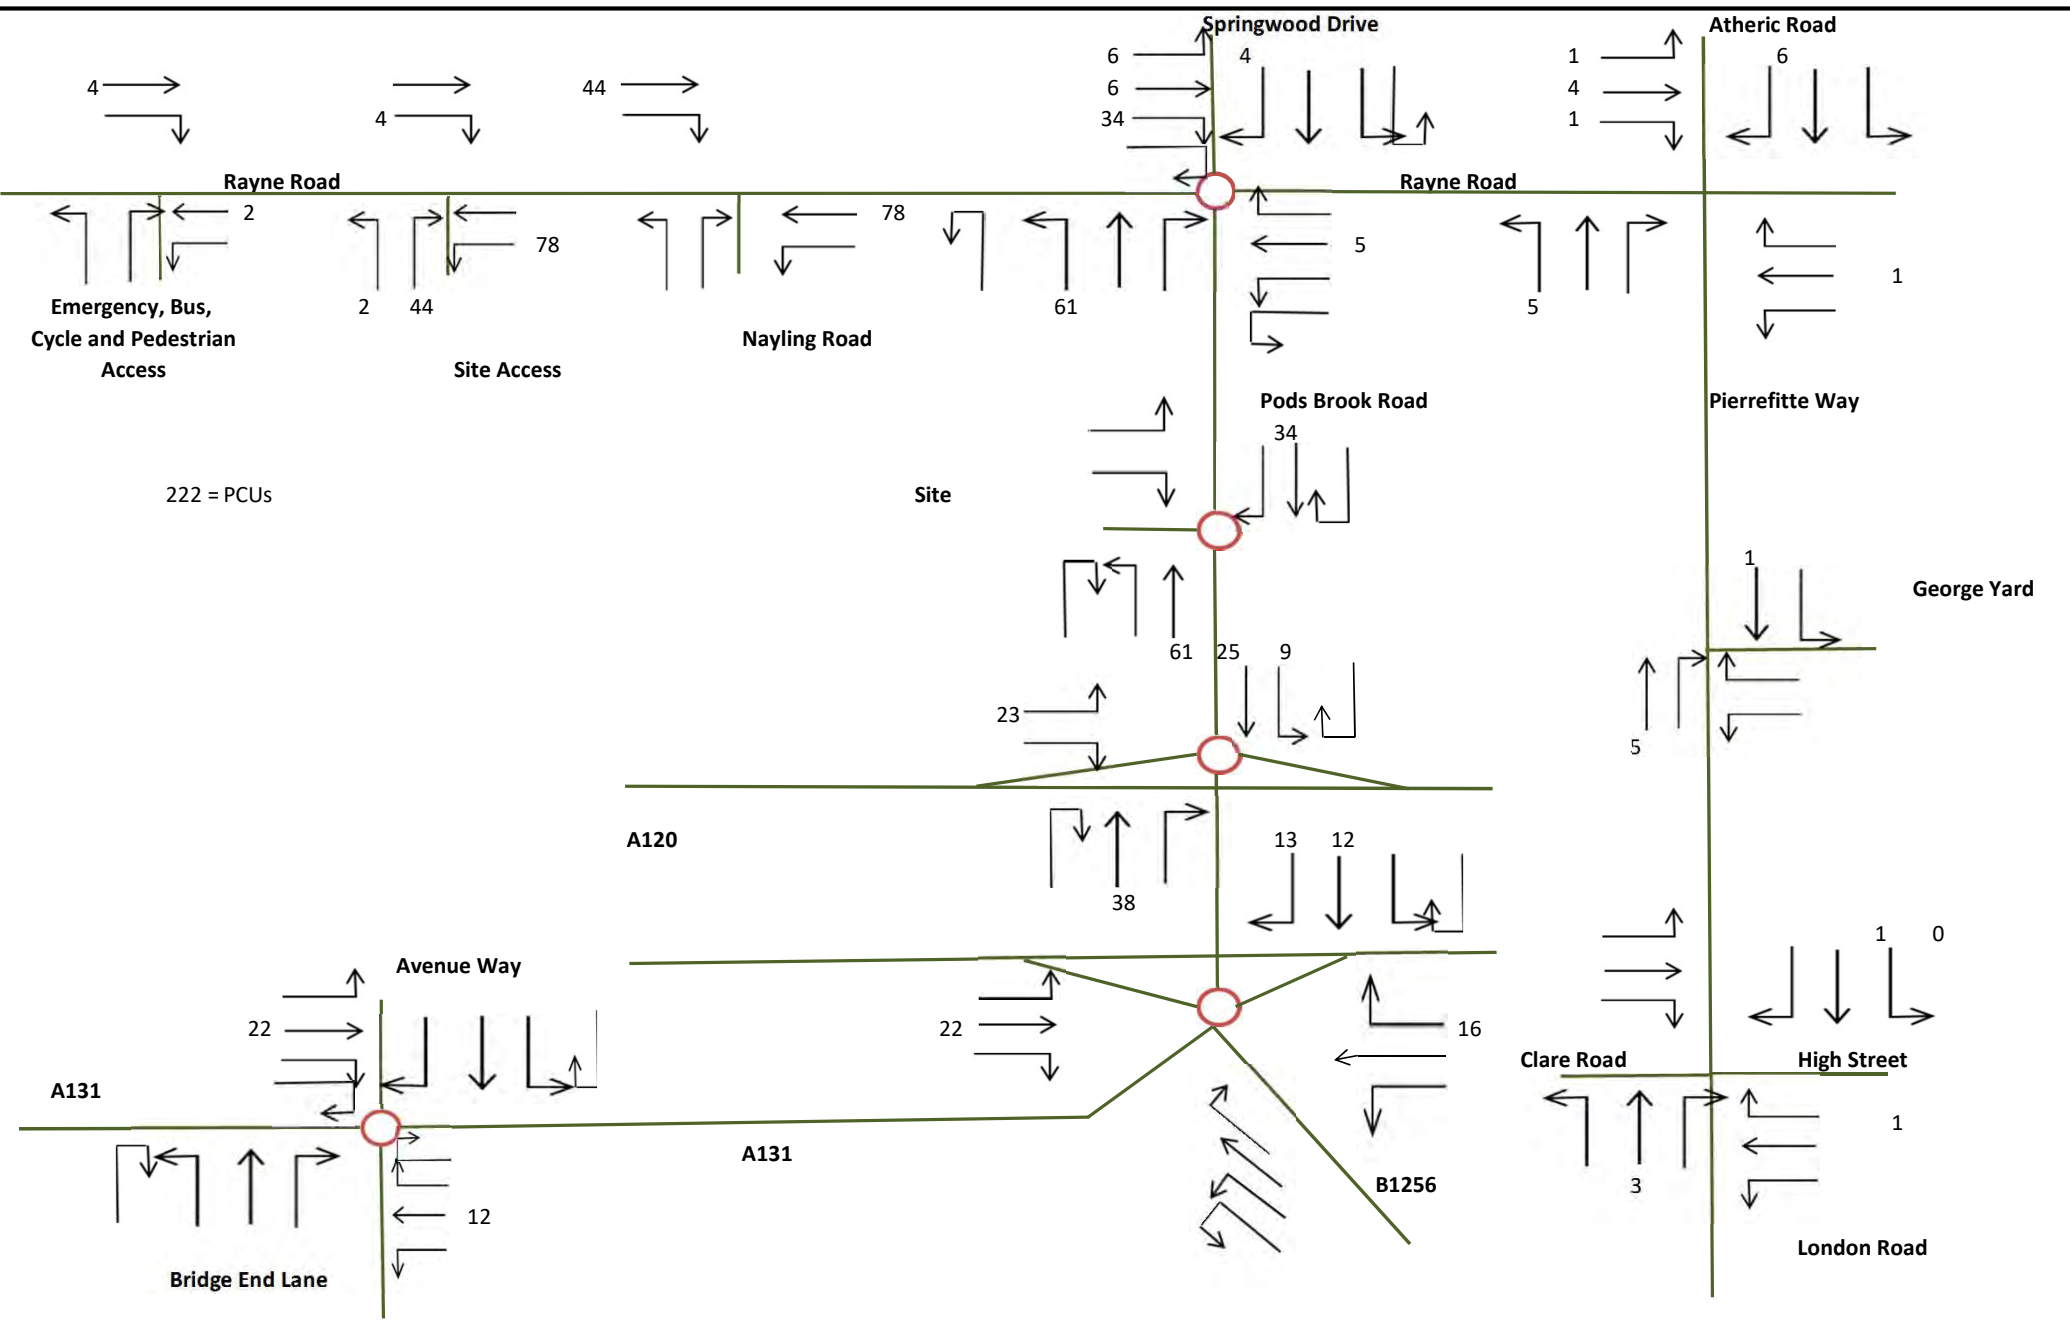 Springwood Drive
Atheric Road
6
4
1
6
4
44
6
4
4
34
1
Rayne Road
Rayne Road
2
78
5
78
1
2
44
61
5
Emergency, Bus,
Cycle and Pedestrian
Access
Nayling Road
Site Access
Pods Brook Road
Pierrefitte Way
34
222 = PCUs
Site
1
George Yard
61
25
9
23
5
A120
13
12
38
1
0
Avenue Way
22
22
16
Clare Road
High Street
A131
1
A131
B1256
3
12
London Road
Bridge End Lane